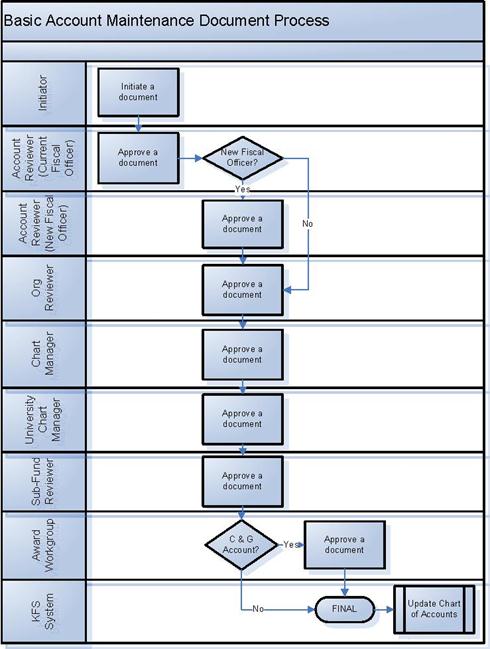 Basic Account Maintenance Document Process
Initiator
Initiate a
document
Account
Reviewer
(Current
Fiscal
Officer)
Approve a
document
New Fiscal
Officer?
Yes
No
Account
Reviewer
(New Fiscal
Officer)
Approve a
document
Org
Reviewer
Approve a
document
Chart
Manager
Approve a
document
University
Chart
Manager
Approve a
document
Sub-Fund
Reviewer
Approve a
document
Award
Workgroup
C & G
Account?
Yes
Approve a
document
KFS
System
No
FINAL
Update Chart
of Accounts